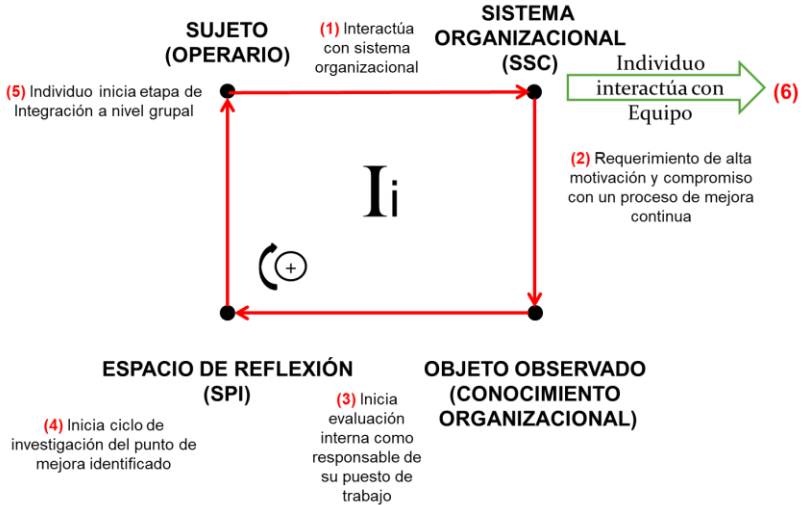 SUJETO
(OPERARIO)
(1) Interactúa
con sistema
organizacional
SISTEMA
ORGANIZACIONAL
(SSC)
Individuo
interactúa con
Equipo
(6)
(5) Individuo inicia etapa de
Integración a nivel grupal
(2) Requerimiento de alta
motivación y compromiso
con un proceso de mejora
continua
Ii
+
ESPACIO DE REFLEXIÓN
(SPI)
OBJETO OBSERVADO
(CONOCIMIENTO
ORGANIZACIONAL)
(4) Inicia ciclo de
investigación del punto de
mejora identificado
(3) Inicia
evaluación
interna como
responsable de
su puesto de
trabajo